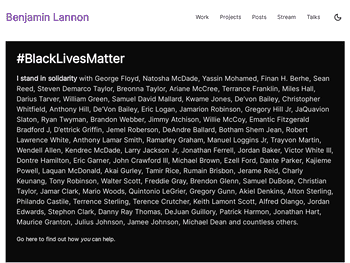 Benjamin Lannon
Work Projects Posts Stream Talks
#BlackLivesMatter
I stand in solidarity with George Floyd, Natosha McDade, Yassin Mohamed, Finan H. Berhe, Sean
Reed, Steven Demarco Taylor, Breonna Taylor, Ariane McCree, Terrance Franklin, Miles Hall,
Darius Tarver, William Green, Samuel David Mallard, Kwame Jones, De'von Bailey, Christopher
Whitfield, Anthony Hill, De'Von Bailey, Eric Logan, Jamarion Robinson, Gregory Hill Jr, JaQuavion
Slaton, Ryan Twyman, Brandon Webber, Jimmy Atchison, Willie McCoy, Emantic Fitzgerald
Bradford J, D'ettrick Griffin, Jemel Roberson, DeAndre Ballard, Botham Shem Jean, Robert
Lawrence White, Anthony Lamar Smith, Ramarley Graham, Manuel Loggins Jr, Trayvon Martin,
Wendell Allen, Kendrec McDade, Larry Jackson Jr, Jonathan Ferrell, Jordan Baker, Victor White III,
Dontre Hamilton, Eric Garner, John Crawford III, Michael Brown, Ezell Ford, Dante Parker, Kajieme
Powell, Laquan McDonald, Akai Gurley, Tamir Rice, Rumain Brisbon, Jerame Reid, Charly
Keunang, Tony Robinson, Walter Scott, Freddie Gray, Brendon Glenn, Samuel DuBose, Christian
Taylor, Jamar Clark, Mario Woods, Quintonio LeGrier, Gregory Gunn, Akiel Denkins, Alton Sterling,
Philando Castile, Terrence Sterling, Terence Crutcher, Keith Lamont Scott, Alfred Olango, Jordan
Edwards, Stephon Clark, Danny Ray Thomas, DeJuan Guillory, Patrick Harmon, Jonathan Hart,
Maurice Granton, Julius Johnson, Jamee Johnson, Michael Dean and countless others.
Go here to find out how you can help.